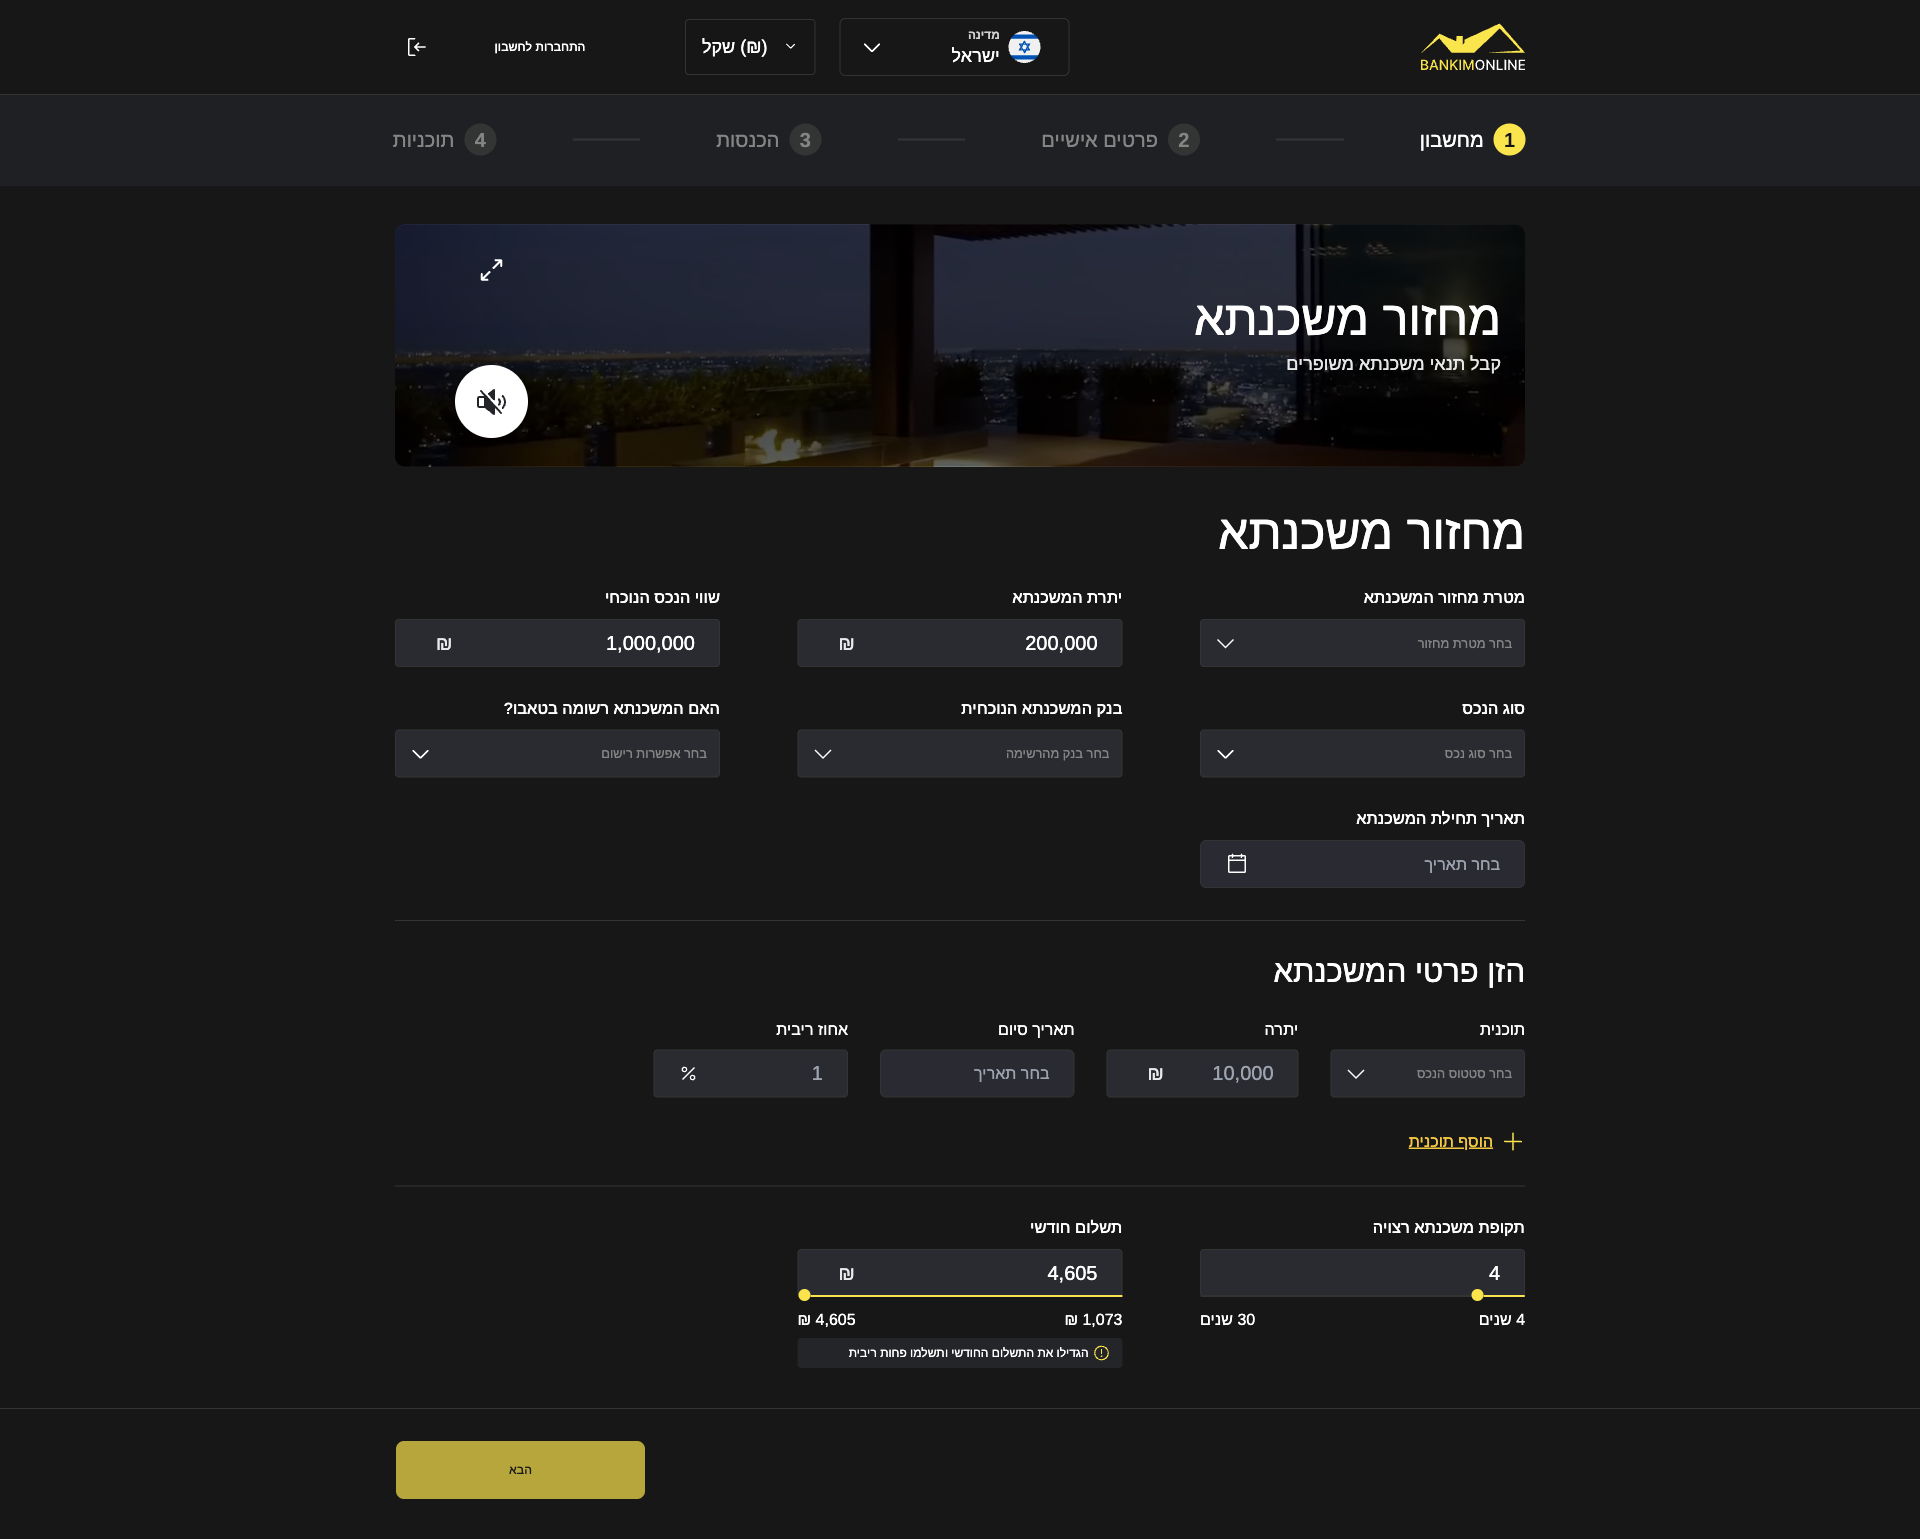 BANKIMONLINE
מדינה
ישראל
(₪) שקל
התחברות לחשבון
1 מחשבון
2 פרטים אישיים
3 הכנסות
4 תוכניות
מחזור משכנתא
קבל תנאי משכנתא משופרים
מחזור משכנתא
מטרת מחזור המשכנתא
יתרת המשכנתא
שווי הנכס הנוכחי
בחר מטרת מחזור
200,000 ₪
1,000,000 ₪
סוג הנכס
בנק המשכנתא הנוכחית
האם המשכנתא רשומה בטאבו?
בחר סוג נכס
בחר בנק מהרשימה
בחר אפשרות רישום
תאריך תחילת המשכנתא
בחר תאריך
הזן פרטי המשכנתא
תוכנית
יתרה
תאריך סיום
אחוז ריבית
בחר סטטוס הנכס
10,000 ₪
בחר תאריך
1 %
הוסף תוכנית
תקופת משכנתא רצויה
תשלום חודשי
4
4,605 ₪
4 שנים
30 שנים
1,073 ₪
4,605 ₪
הגדילו את התשלום החודשי ותשלמו פחות ריבית
הבא